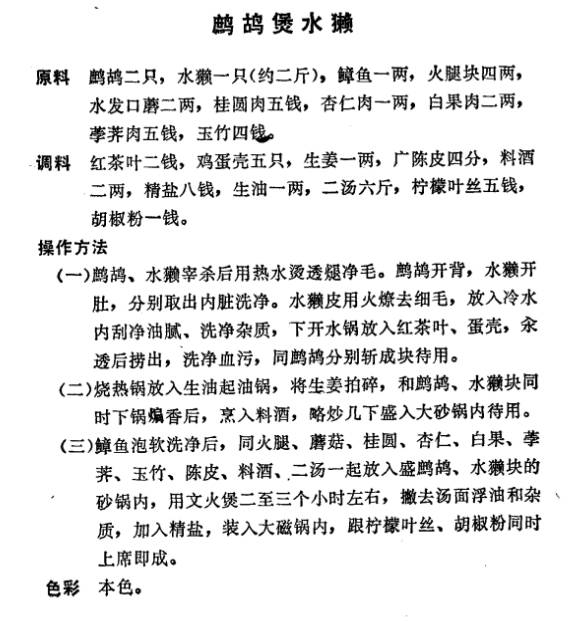 鹧鸪煲水獭
原料 鹧鸪二只，水獭一只(约二斤)，鳟鱼一两，火腿块四两，
水发口蘑二两，桂圆肉五钱，杏仁肉一两，白果肉二两，
荸荠肉五钱，玉竹四钱。
调料 红茶叶二钱，鸡蛋壳五只，生姜一两，广陈皮四分，料酒
二两，精盐八钱，生油一两，二汤六斤，柠檬叶丝五钱，
胡椒粉一钱。
操作方法
(一)鹧鸪、水獭宰杀后用热水烫透煺净毛。鹧鸪开背，水獭开
肚，分别取出内脏洗净。水獭皮用火燎去细毛，放入冷水
内刮净油腻、洗净杂质，下开水锅放入红茶叶、蛋壳，汆
透后捞出，洗净血污，同鹧鸪分别斩成块待用。
(二)烧热锅放入生油起油锅，将生姜拍碎，和鹧鸪、水獭块同
时下锅煸香后，烹入料酒，略炒几下盛入大砂锅内待用。
(三)鱆鱼泡软洗净后，同火腿、蘑菇、桂圆、杏仁、白果、荸
荠、玉竹、陈皮、料酒、二汤一起放入盛鹧鸪、水獭块的
砂锅内，用文火煲二至三个小时左右，撇去汤面浮油和杂
质，加入精盐，装入大磁锅内，跟柠檬叶丝、胡椒粉同时
上席即成。
色彩 本色。